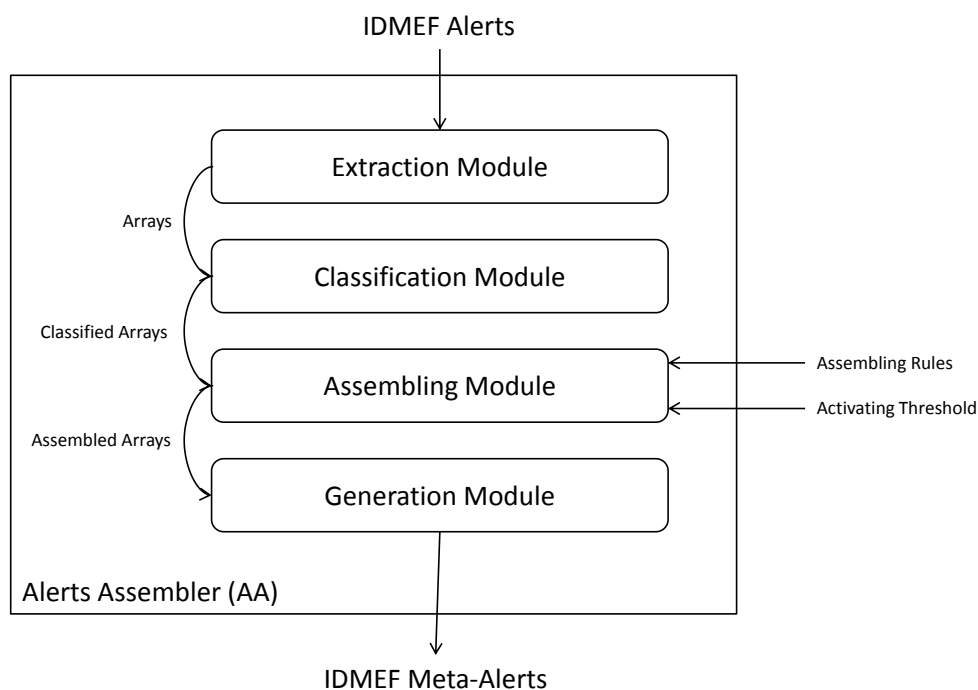 IDMEF Alerts
Extraction Module
Arrays
Classification Module
Classified Arrays
Assembling Module
Assembling Rules
Activating Threshold
Assembled Arrays
Generation Module
Alerts Assembler (AA)
IDMEF Meta-Alerts